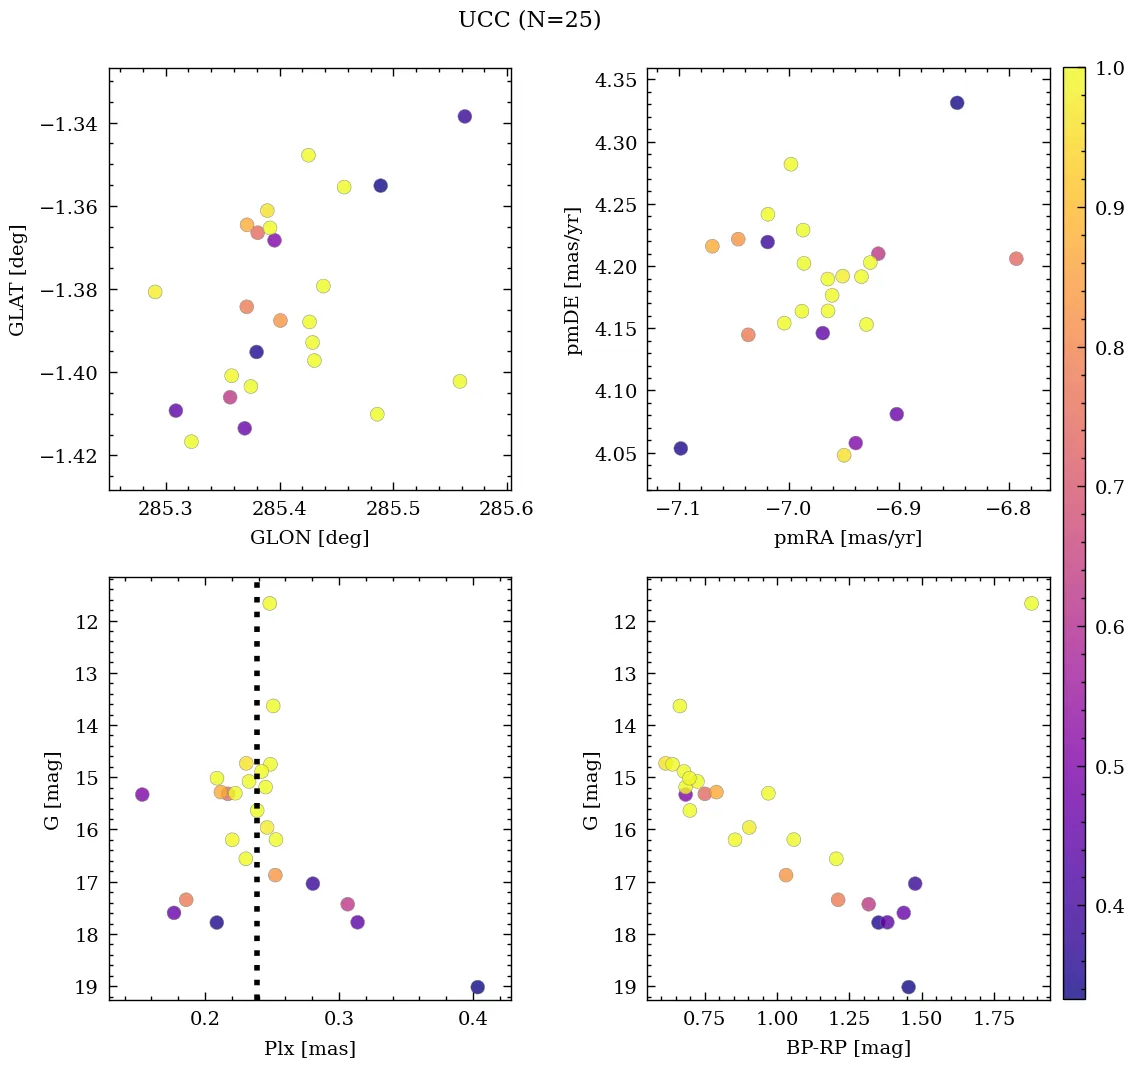 UCC (N=25)
−1.34
−1.36
−1.38
−1.40
−1.42
GLAT [deg]
285.3 285.4 285.5 285.6
GLON [deg]
4.35
4.30
4.25
4.20
4.15
4.10
4.05
pmDE [mas/yr]
−7.1 −7.0 −6.9 −6.8
pmRA [mas/yr]
12
13
14
15
16
17
18
19
G [mag]
0.2 0.3 0.4
Plx [mas]
12
13
14
15
16
17
18
19
G [mag]
0.75 1.00 1.25 1.50 1.75
BP-RP [mag]
1.0
0.9
0.8
0.7
0.6
0.5
0.4